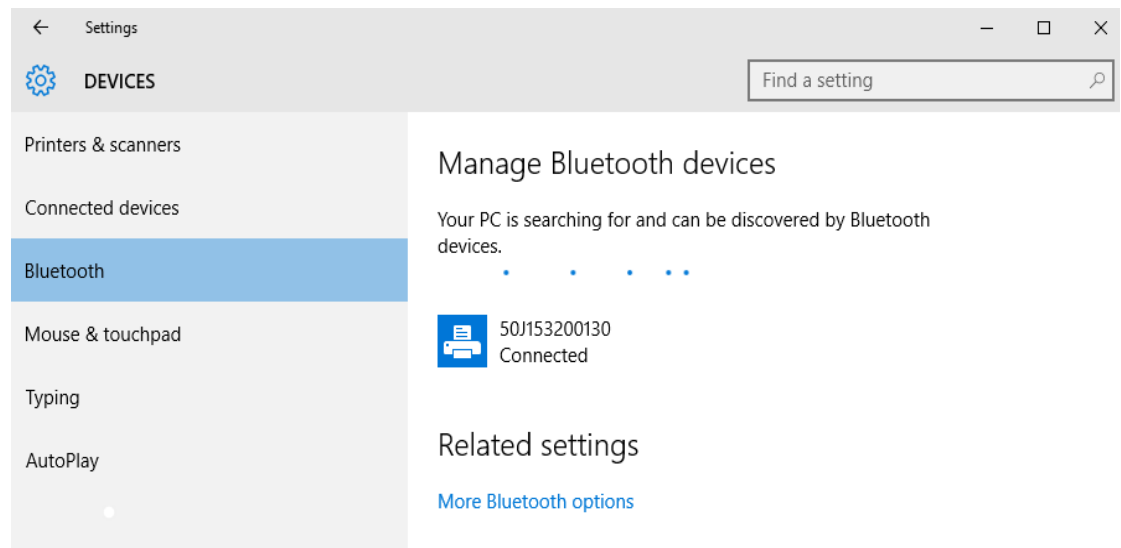 Settings
DEVICES
Find a setting
Printers & scanners
Connected devices
Bluetooth
Mouse & touchpad
Typing
AutoPlay
Manage Bluetooth devices
Your PC is searching for and can be discovered by Bluetooth
devices.
50J153200130
Connected
Related settings
More Bluetooth options